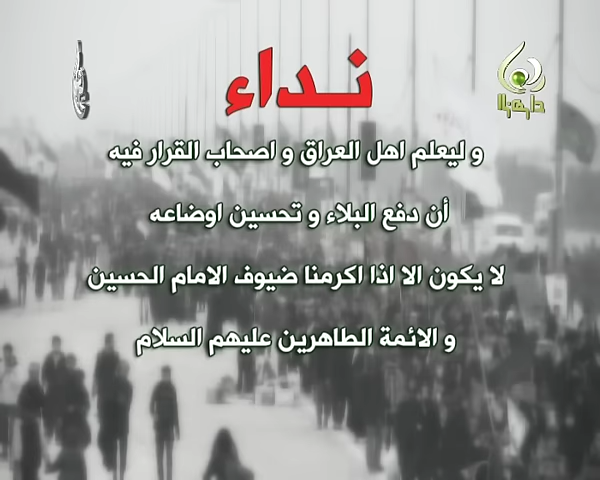 نداء
و ليعلم اهل العراق و اصحاب القرار فيه
أن دفع البلاء و تحسين اوضاعه
لا يكون الا اذا اكرمنا ضيوف الامام الحسين
و الائمة الطاهرين عليهم السلام